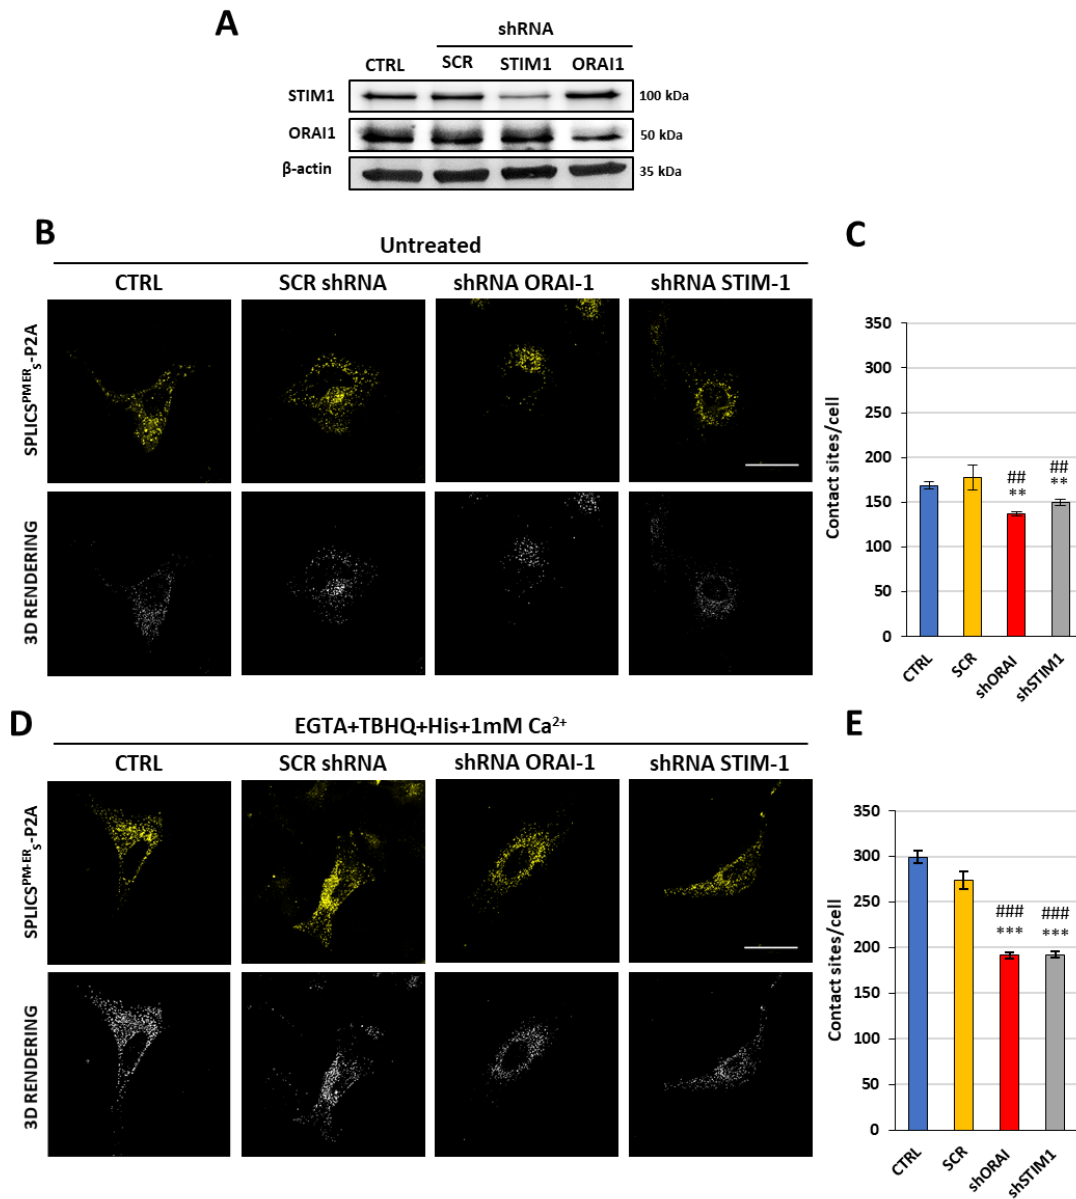 A
shRNA
CTRL SCR STIM1 ORAI1
STIM1 100 kDa
ORAI1 50 kDa
β-actin 35 kDa
B
Untreated
CTRL SCR shRNA shRNA ORAI-1 shRNA STIM-1
SPLICSᴾᴹᴱᴿₛ-P2A
3D RENDERING
C
Contact sites/cell
350
300
250
200
150
100
50
0
##
**
##
**
CTRL SCR shORAI shSTIM1
D
EGTA+TBHQ+His+1mM Ca²⁺
CTRL SCR shRNA shRNA ORAI-1 shRNA STIM-1
SPLICSᴾᴹ⁻ᴱᴿₛ-P2A
3D RENDERING
E
Contact sites/cell
350
300
250
200
150
100
50
0
###
***
###
***
CTRL SCR shORAI shSTIM1